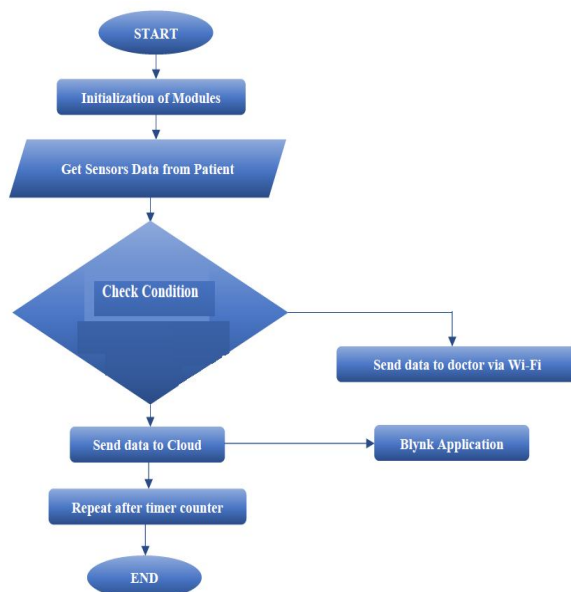 START
Initialization of Modules
Get Sensors Data from Patient
Check Condition
Send data to doctor via Wi-Fi
Send data to Cloud
Blynk Application
Repeat after timer counter
END